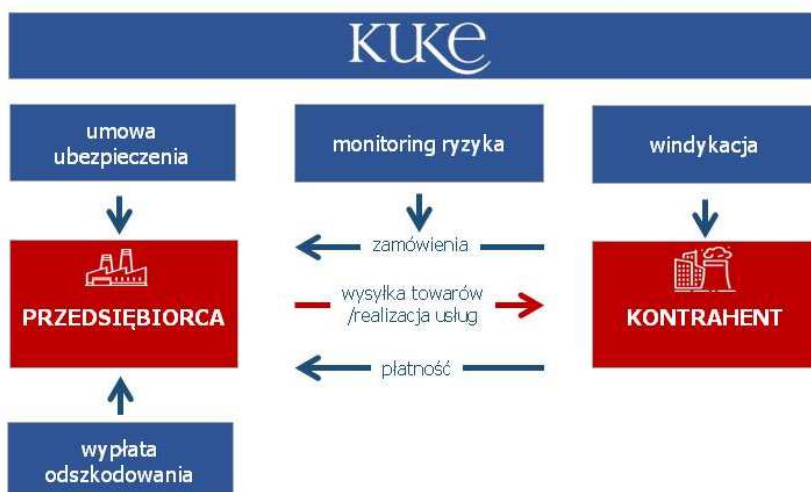 KUKE
umowa
ubezpieczenia
monitoring ryzyka
windykacja
zamówienia
PRZEDSIĘBIORCA
wysyłka towarów
/realizacja usług
KONTRAHENT
płatność
wypłata
odszkodowania